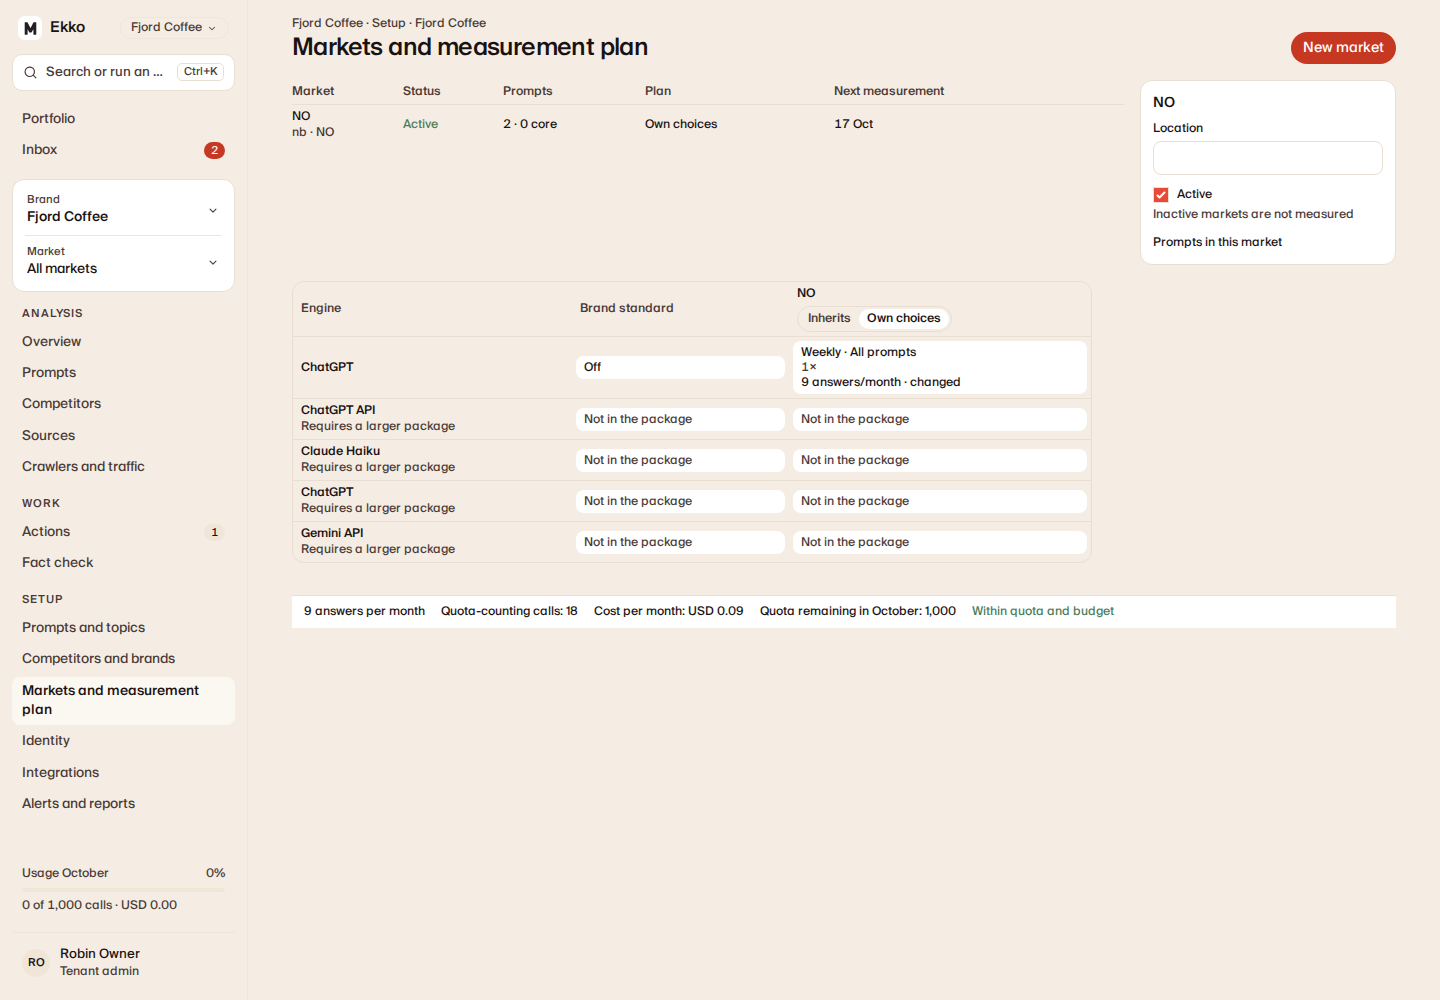 Ekko
Fjord Coffee
Search or run an ...
Ctrl+K
Portfolio
Inbox
2
Brand
Fjord Coffee
Market
All markets
ANALYSIS
Overview
Prompts
Competitors
Sources
Crawlers and traffic
WORK
Actions
1
Fact check
SETUP
Prompts and topics
Competitors and brands
Markets and measurement
plan
Identity
Integrations
Alerts and reports
Usage October
0%
0 of 1,000 calls · USD 0.00
RO
Robin Owner
Tenant admin
Fjord Coffee · Setup · Fjord Coffee
Markets and measurement plan
New market
Market
Status
Prompts
Plan
Next measurement
NO
nb · NO
Active
2 · 0 core
Own choices
17 Oct
NO
Location
Active
Inactive markets are not measured
Prompts in this market
Engine
Brand standard
NO
Inherits
Own choices
ChatGPT
Off
Weekly · All prompts
1×
9 answers/month · changed
ChatGPT API
Requires a larger package
Not in the package
Not in the package
Claude Haiku
Requires a larger package
Not in the package
Not in the package
ChatGPT
Requires a larger package
Not in the package
Not in the package
Gemini API
Requires a larger package
Not in the package
Not in the package
9 answers per month
Quota-counting calls: 18
Cost per month: USD 0.09
Quota remaining in October: 1,000
Within quota and budget